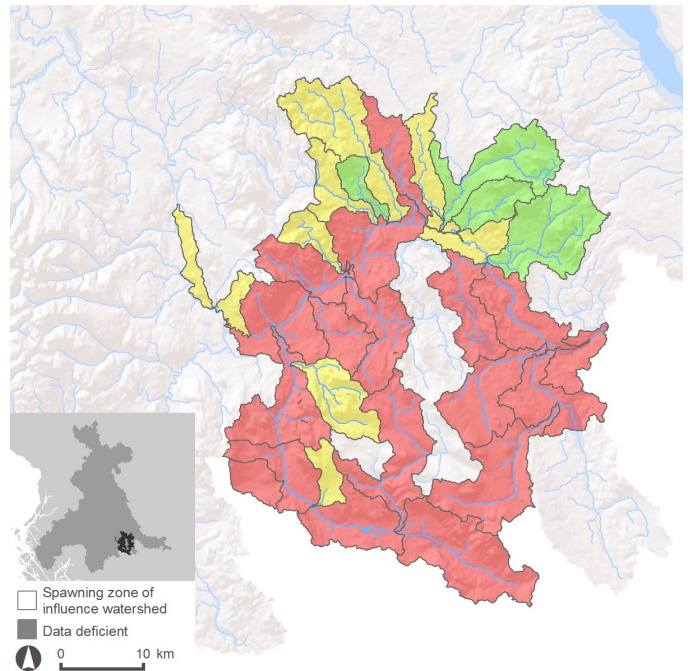 Spawning zone of
influence watershed
Data deficient
0 10 km